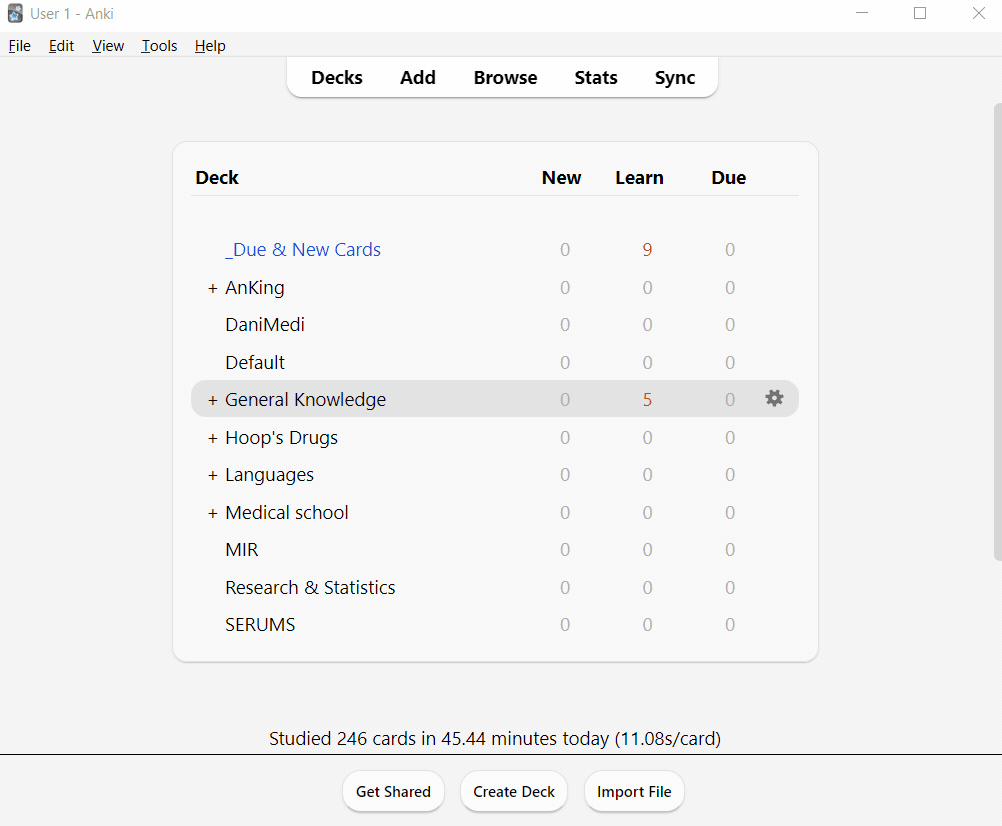 User 1 - Anki
File Edit View Tools Help
Decks Add Browse Stats Sync
Deck New Learn Due
_Due & New Cards 0 9 0
+ AnKing 0 0 0
DaniMedi 0 0 0
Default 0 0 0
+ General Knowledge 0 5 0
+ Hoop's Drugs 0 0 0
+ Languages 0 0 0
+ Medical school 0 0 0
MIR 0 0 0
Research & Statistics 0 0 0
SERUMS 0 0 0
Studied 246 cards in 45.44 minutes today (11.08s/card)
Get Shared Create Deck Import File